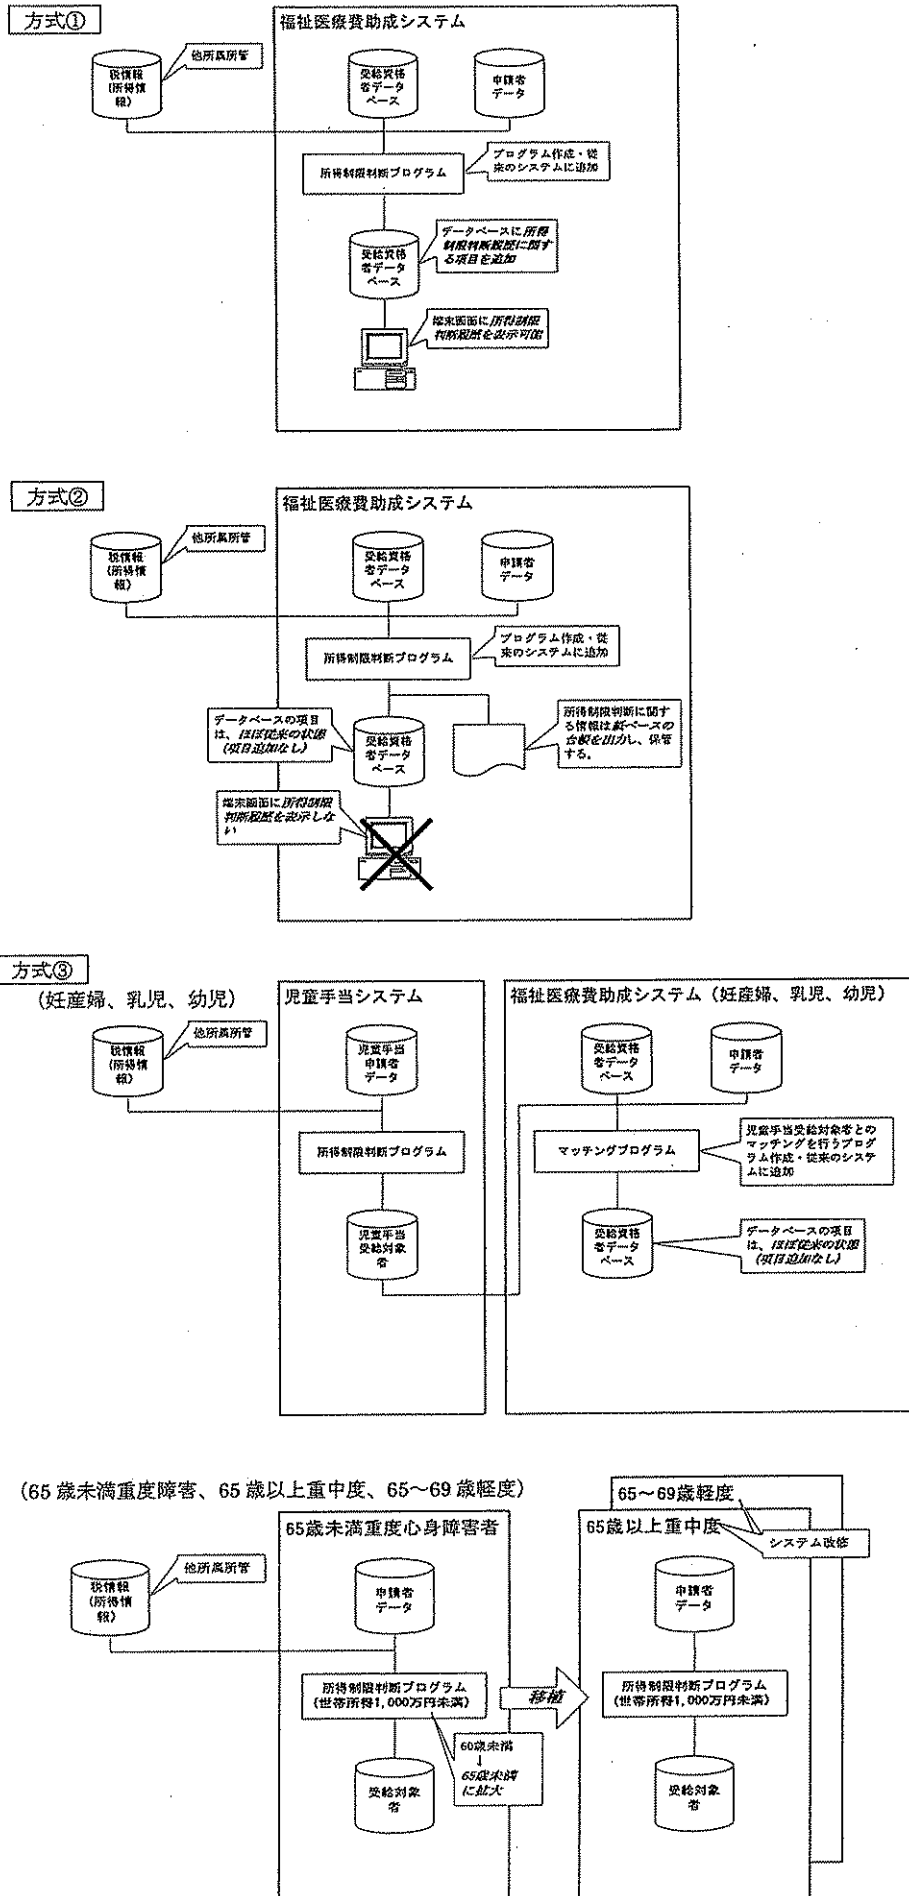 方式①
福祉医療費助成システム
税情報
(所得情
報)
他所属所管
受給資格
者データ
ベース
申請者
データ
所得制限判断プログラム
プログラム作成・従
来のシステムに追加
受給資格
者データ
ベース
データベースに所得
制限判断履歴に関す
る項目を追加
端末画面に所得制限
判断履歴を表示可能
方式②
福祉医療費助成システム
税情報
(所得情
報)
他所属所管
受給資格
者データ
ベース
申請者
データ
所得制限判断プログラム
プログラム作成・従
来のシステムに追加
データベースの項目
は、ほぼ従来の状態
(項目追加なし)
受給資格
者データ
ベース
所得制限判断に関す
る情報は紙ベースの
台帳を出力し、保管
する。
端末画面に所得制限
判断履歴を表示しな
い
方式③
(妊産婦、乳児、幼児)
児童手当システム
福祉医療費助成システム(妊産婦、乳児、幼児)
税情報
(所得情
報)
他所属所管
児童手当
申請者
データ
受給資格
者データ
ベース
申請者
データ
所得制限判断プログラム
マッチングプログラム
児童手当受給対象者との
マッチングを行うプログ
ラム作成・従来のシステ
ムに追加
児童手当
受給対象
者
受給資格
者データ
ベース
データベースの項目
は、ほぼ従来の状態
(項目追加なし)
(65歳未満重度障害、65歳以上重中度、65~69歳軽度)
65歳未満重度心身障害者
65~69歳軽度
65歳以上重中度
システム改修
税情報
(所得情
報)
他所属所管
申請者
データ
申請者
データ
所得制限判断プログラム
(世帯所得1,000万円未満)
移植
所得制限判断プログラム
(世帯所得1,000万円未満)
60歳未満
↓
65歳未満
に拡大
受給対象
者
受給対象
者